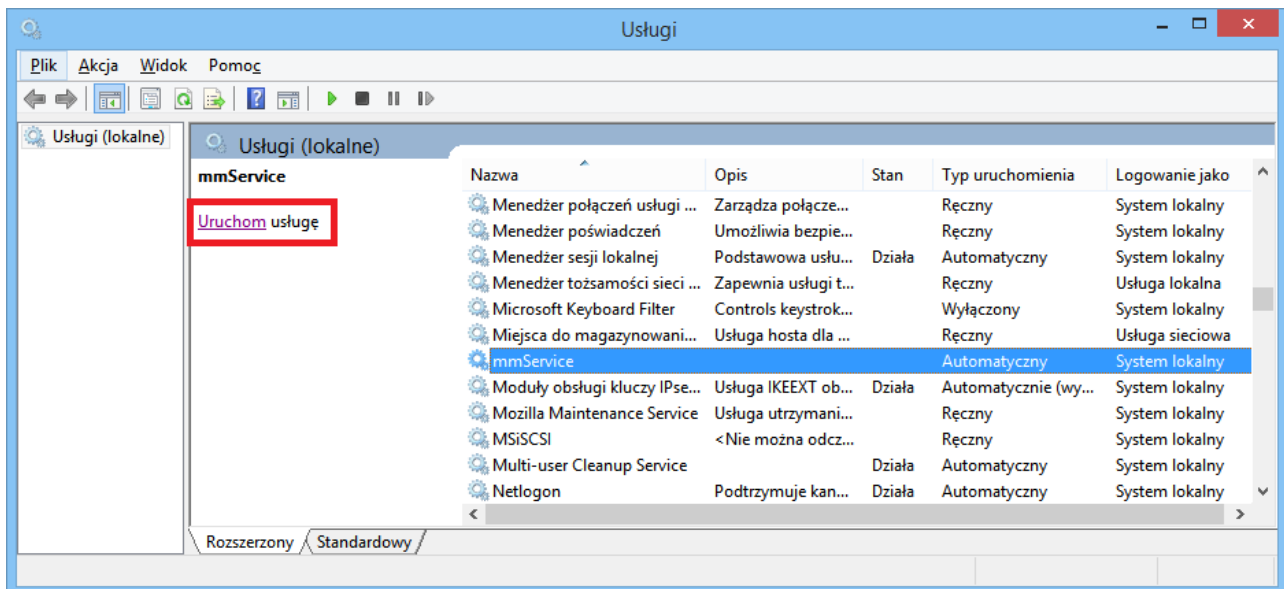 Usługi
Plik Akcja Widok Pomoc
Usługi (lokalne)
Usługi (lokalne)
mmService
Uruchom usługę
Nazwa Opis Stan Typ uruchomienia Logowanie jako
Menedżer połączeń usługi ... Zarządza połącze... Ręczny System lokalny
Menedżer poświadczeń Umożliwia bezpie... Ręczny System lokalny
Menedżer sesji lokalnej Podstawowa usłu... Działa Automatyczny System lokalny
Menedżer tożsamości sieci ... Zapewnia usługi t... Ręczny Usługa lokalna
Microsoft Keyboard Filter Controls keystrok... Wyłączony System lokalny
Miejsca do magazynowani... Usługa hosta dla ... Ręczny Usługa sieciowa
mmService Automatyczny System lokalny
Moduły obsługi kluczy IPse... Usługa IKEEXT ob... Działa Automatycznie (wy... System lokalny
Mozilla Maintenance Service Usługa utrzymani... Ręczny System lokalny
MSiSCSI <Nie można odcz... Ręczny System lokalny
Multi-user Cleanup Service Działa Automatyczny System lokalny
Netlogon Podtrzymuje kan... Działa Automatyczny System lokalny
Rozszerzony Standardowy